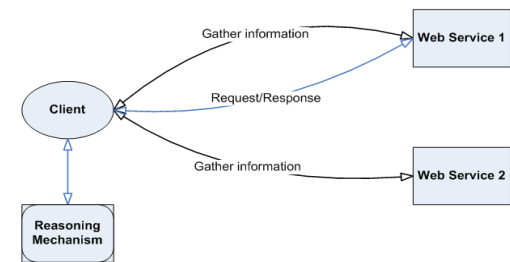 Gather information
Web Service 1
Client
Request/Response
Gather information
Web Service 2
Reasoning
Mechanism